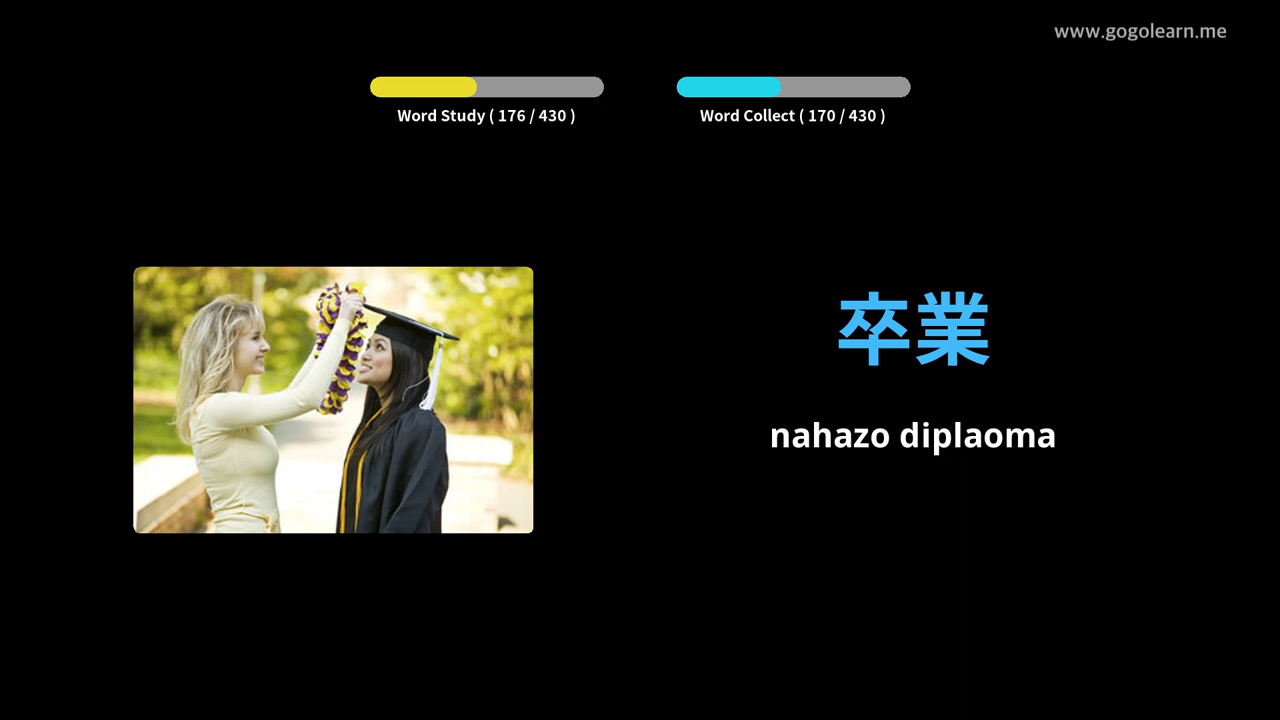 www.gogolearn.me
Word Study ( 176 / 430 )
Word Collect ( 170 / 430 )
卒業
nahazo diplaoma